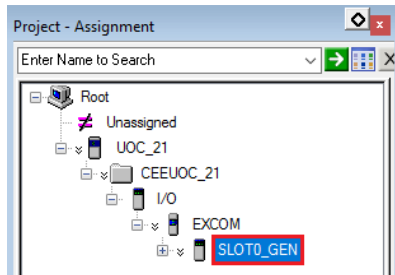 Project - Assignment
Enter Name to Search
Root
Unassigned
UOC_21
CEEUOC_21
I/O
EXCOM
SLOT0_GEN